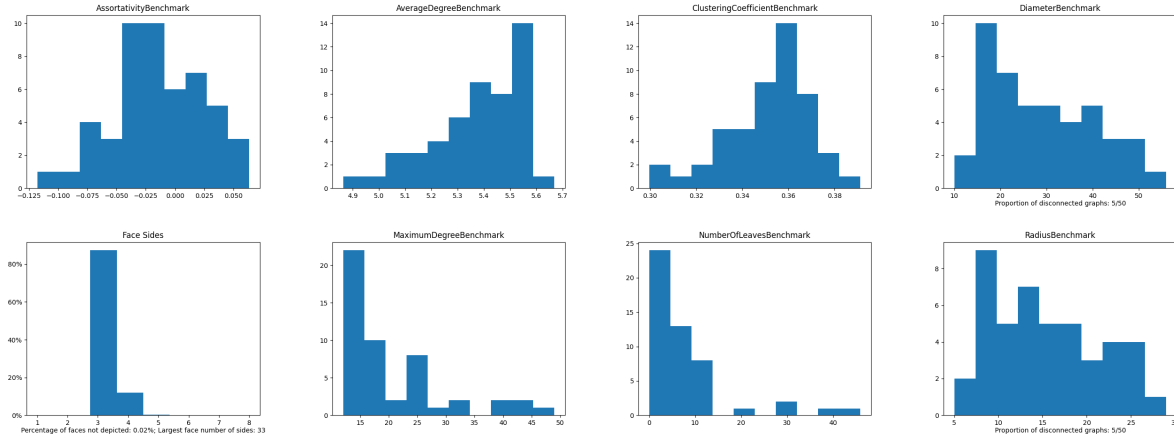 AssortativityBenchmark
10
8
6
4
2
0
−0.125 −0.100 −0.075 −0.050 −0.025 0.000 0.025 0.050
AverageDegreeBenchmark
14
12
10
8
6
4
2
0
4.9 5.0 5.1 5.2 5.3 5.4 5.5 5.6 5.7
ClusteringCoefficientBenchmark
14
12
10
8
6
4
2
0
0.30 0.32 0.34 0.36 0.38
DiameterBenchmark
10
8
6
4
2
0
10 20 30 40 50
Proportion of disconnected graphs: 5/50
Face Sides
80%
60%
40%
20%
0%
1 2 3 4 5 6 7 8
Percentage of faces not depicted: 0.02%; Largest face number of sides: 33
MaximumDegreeBenchmark
20
15
10
5
0
15 20 25 30 35 40 45 50
NumberOfLeavesBenchmark
25
20
15
10
5
0
0 10 20 30 40
RadiusBenchmark
8
6
4
2
0
5 10 15 20 25
Proportion of disconnected graphs: 5/50